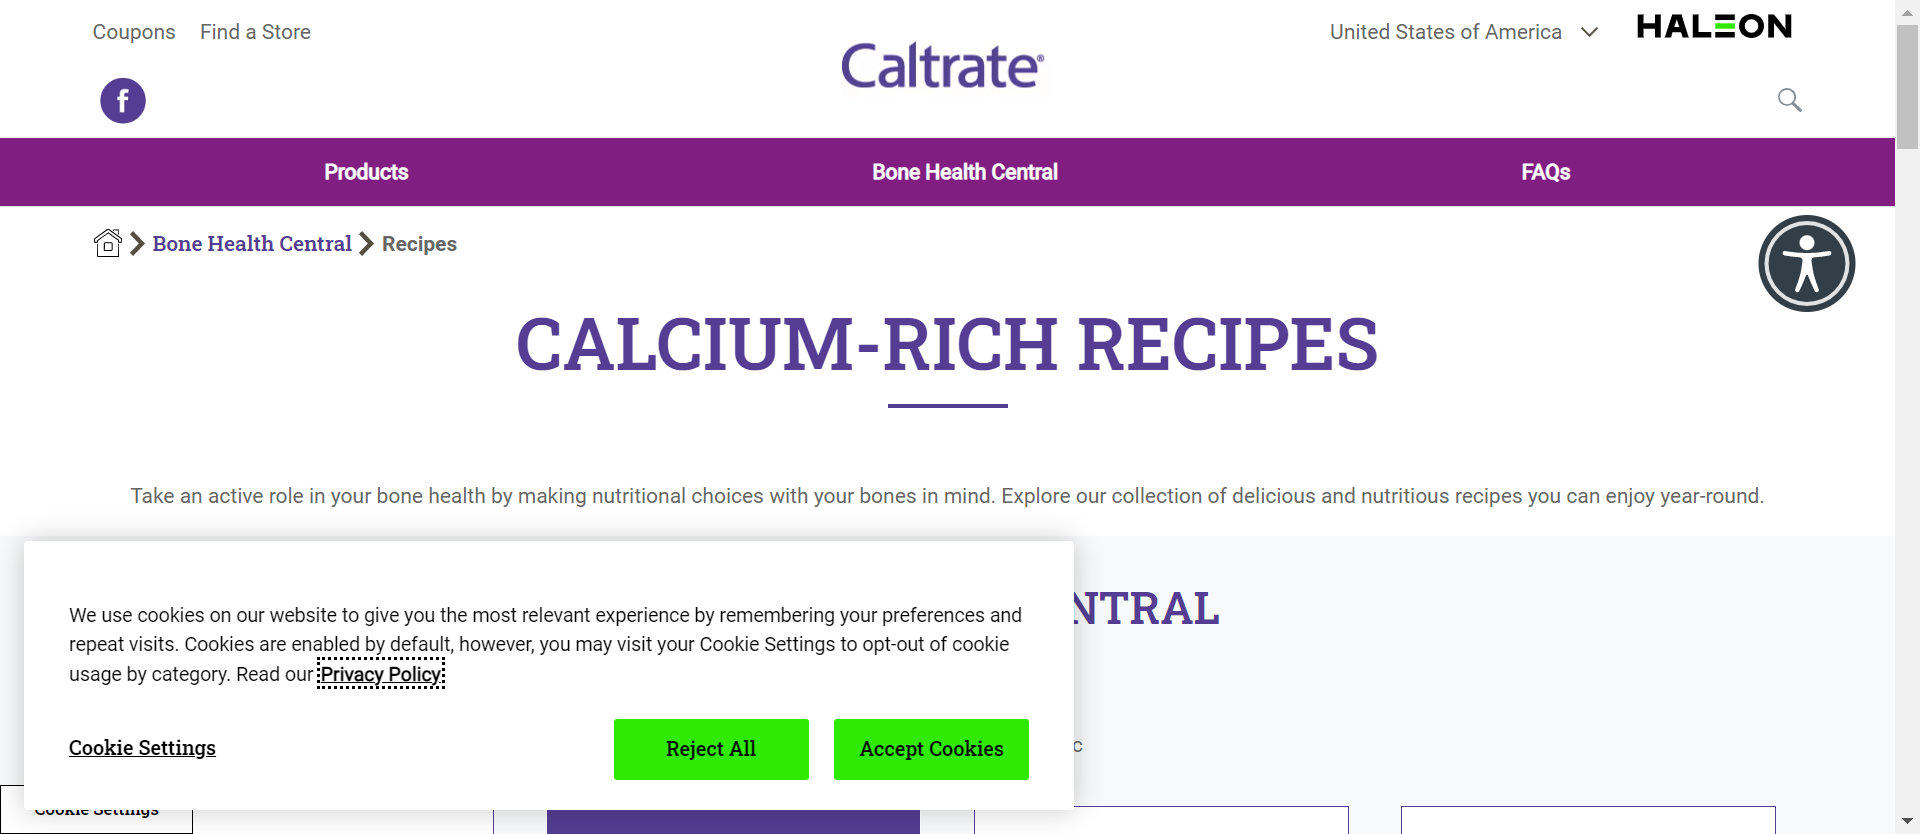 Coupons Find a Store
United States of America
HALEON
Caltrate®
f
Products Bone Health Central FAQs
Bone Health Central Recipes
CALCIUM-RICH RECIPES
Take an active role in your bone health by making nutritional choices with your bones in mind. Explore our collection of delicious and nutritious recipes you can enjoy year-round.
NTRAL
We use cookies on our website to give you the most relevant experience by remembering your preferences and
repeat visits. Cookies are enabled by default, however, you may visit your Cookie Settings to opt-out of cookie
usage by category. Read our Privacy Policy
Cookie Settings Reject All Accept Cookies
c
Cookie Settings